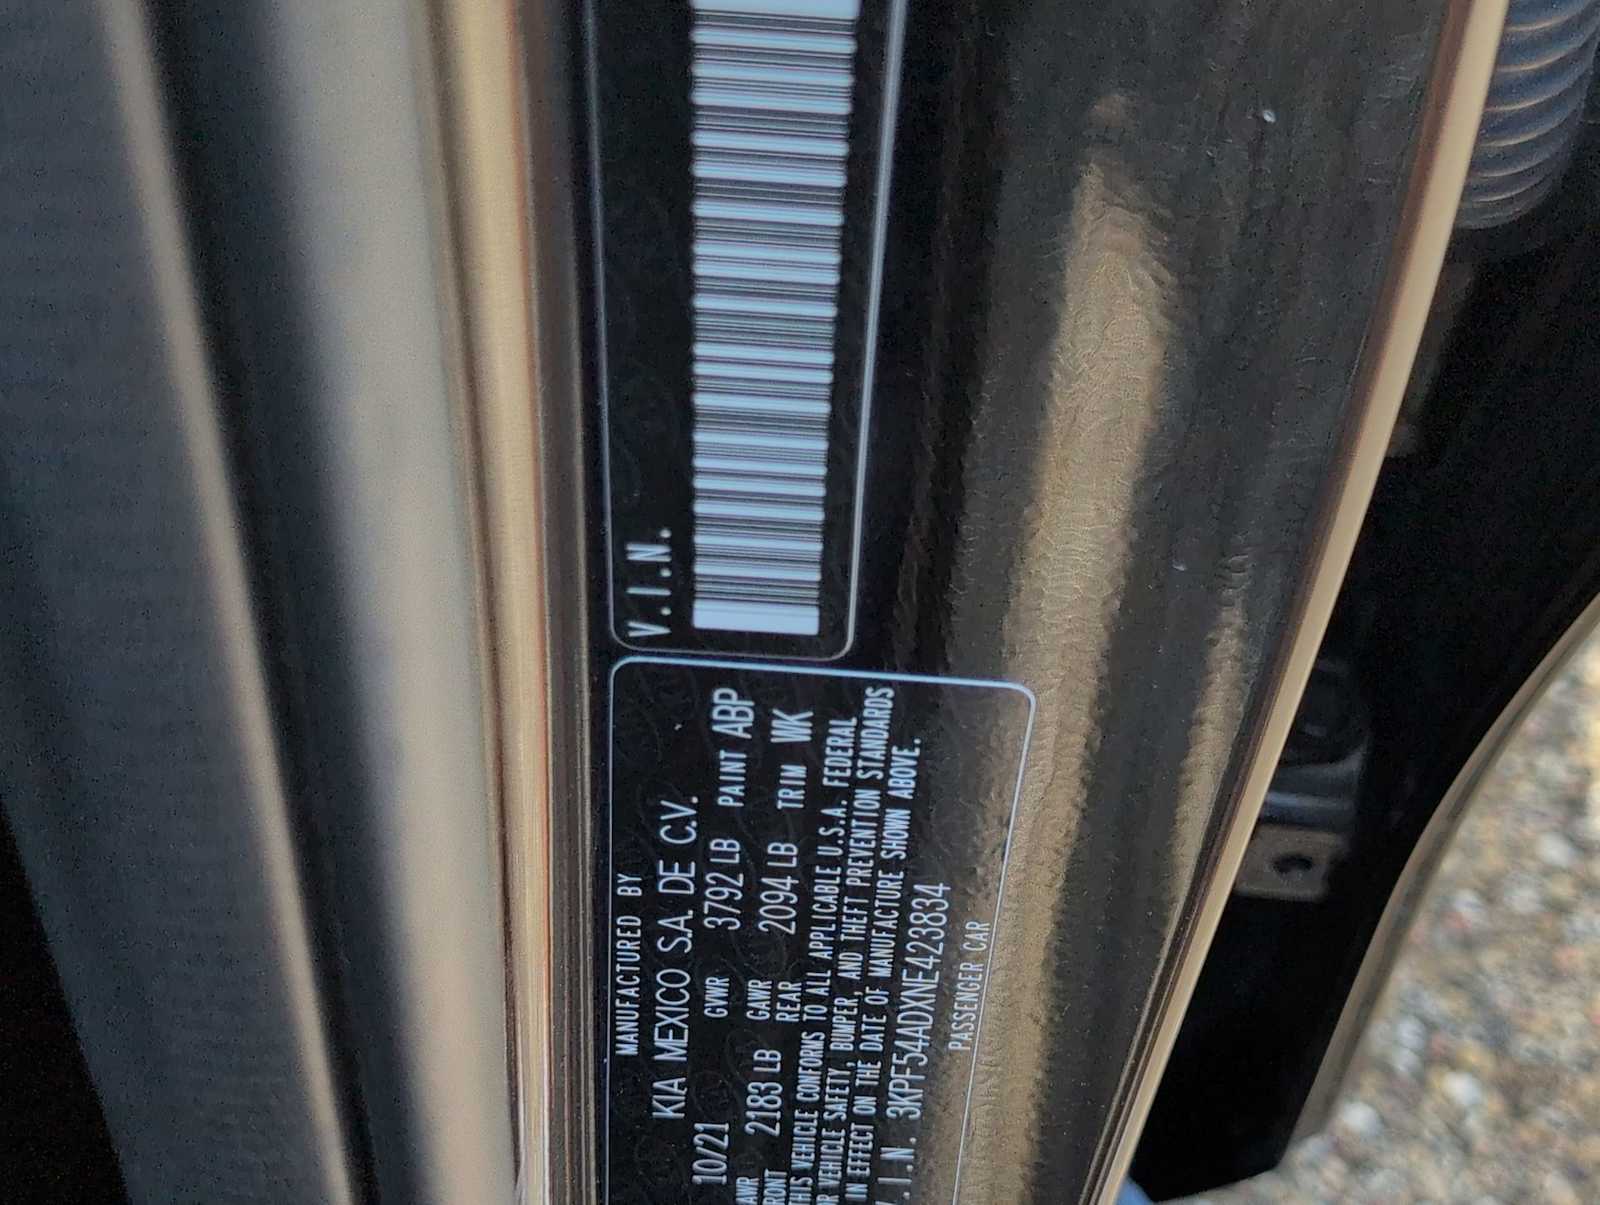 MANUFACTURED BY
KIA MEXICO S.A. DE C.V.
10/21 GVWR 3792 LB PAINT ABP
2183 LB GAWR 2094 LB TRIM WK
REAR
THIS VEHICLE CONFORMS TO ALL APPLICABLE U.S.A. FEDERAL
VEHICLE SAFETY, BUMPER, AND THEFT PREVENTION STANDARDS
IN EFFECT ON THE DATE OF MANUFACTURE SHOWN ABOVE.
V.I.N. 3KPF54ADXNE423834
PASSENGER CAR
V.I.N.